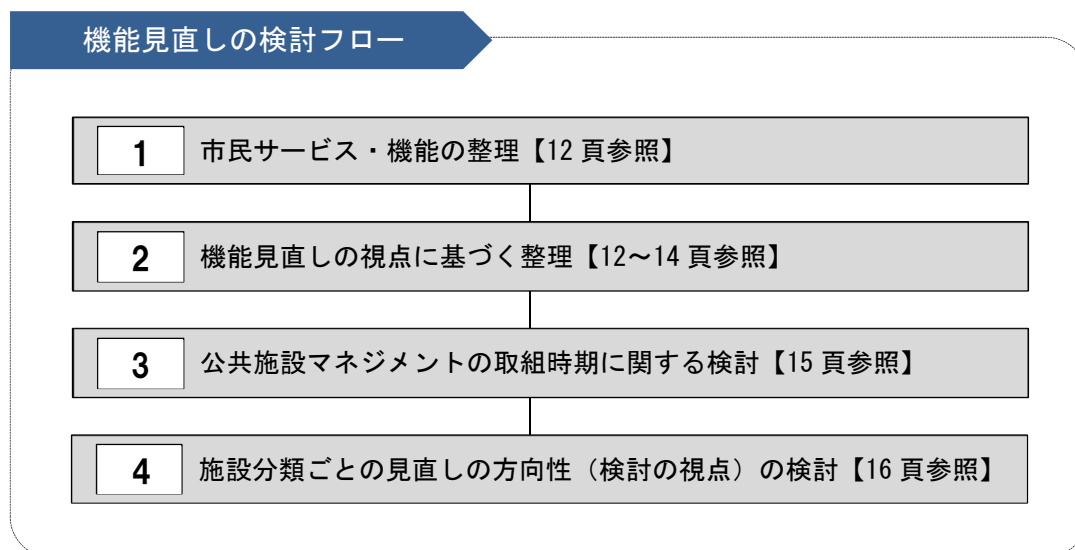 機能見直しの検討フロー
1 市民サービス・機能の整理【12 頁参照】
2 機能見直しの視点に基づく整理【12～14 頁参照】
3 公共施設マネジメントの取組時期に関する検討【15 頁参照】
4 施設分類ごとの見直しの方向性（検討の視点）の検討【16 頁参照】